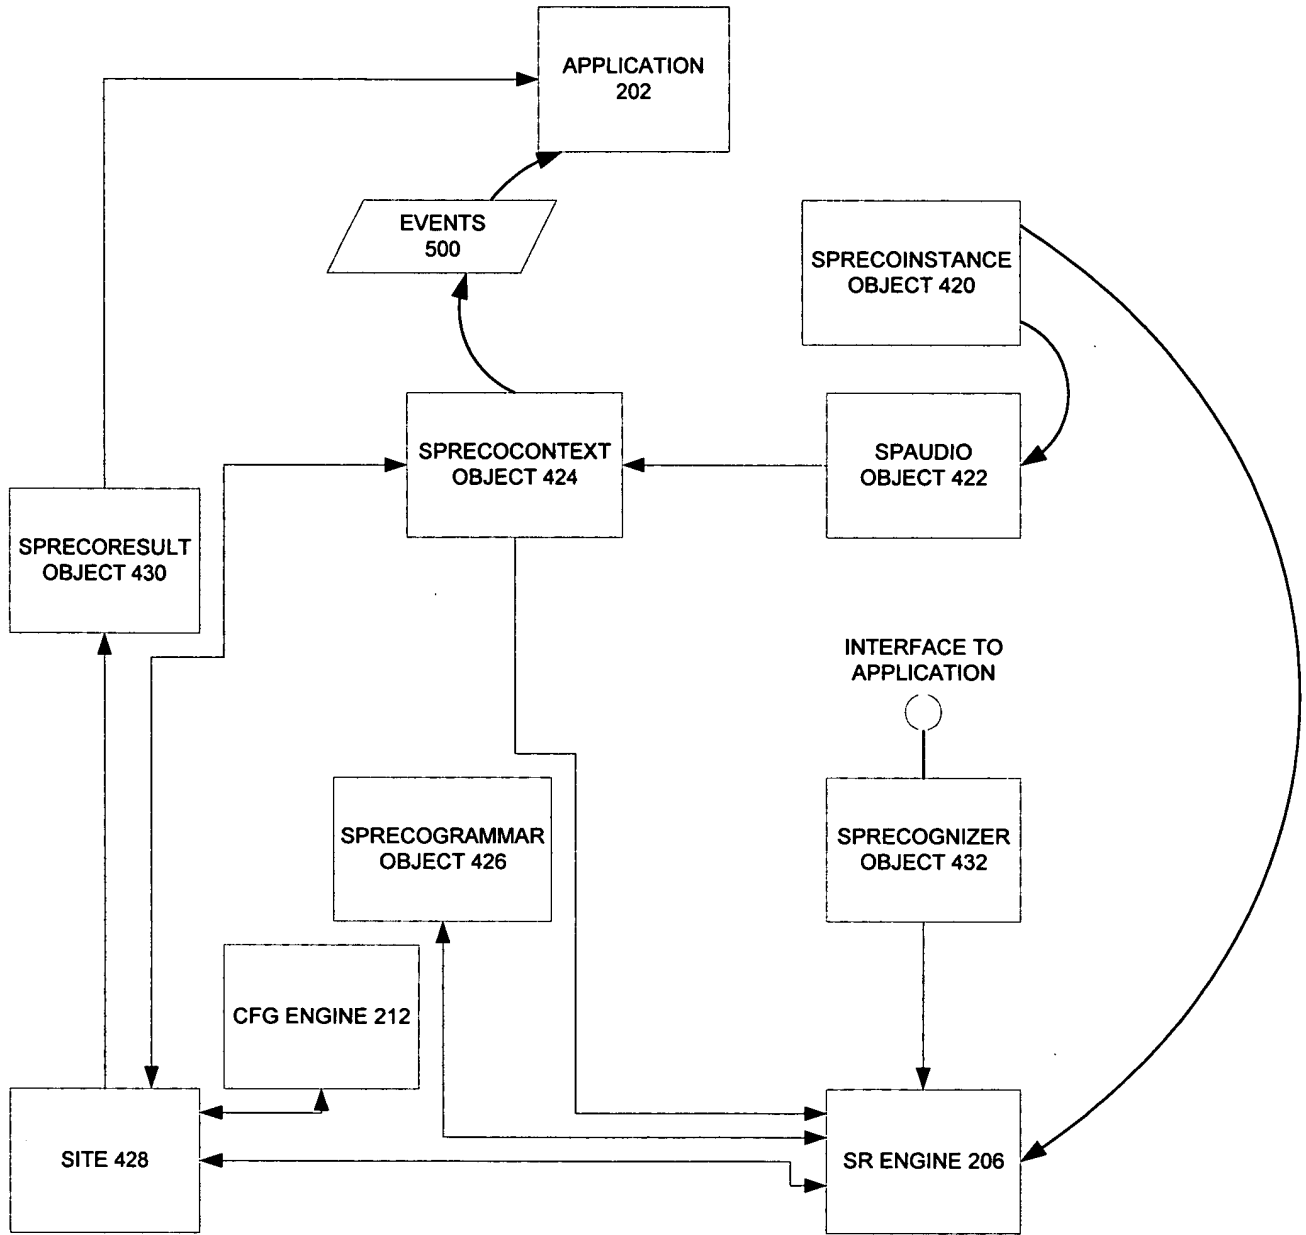 APPLICATION
202
EVENTS
500
SPRECOINSTANCE
OBJECT 420
SPRECOCONTEXT
OBJECT 424
SPAUDIO
OBJECT 422
SPRECORESULT
OBJECT 430
INTERFACE TO
APPLICATION
SPRECOGRAMMAR
OBJECT 426
SPRECOGNIZER
OBJECT 432
CFG ENGINE 212
SITE 428
SR ENGINE 206